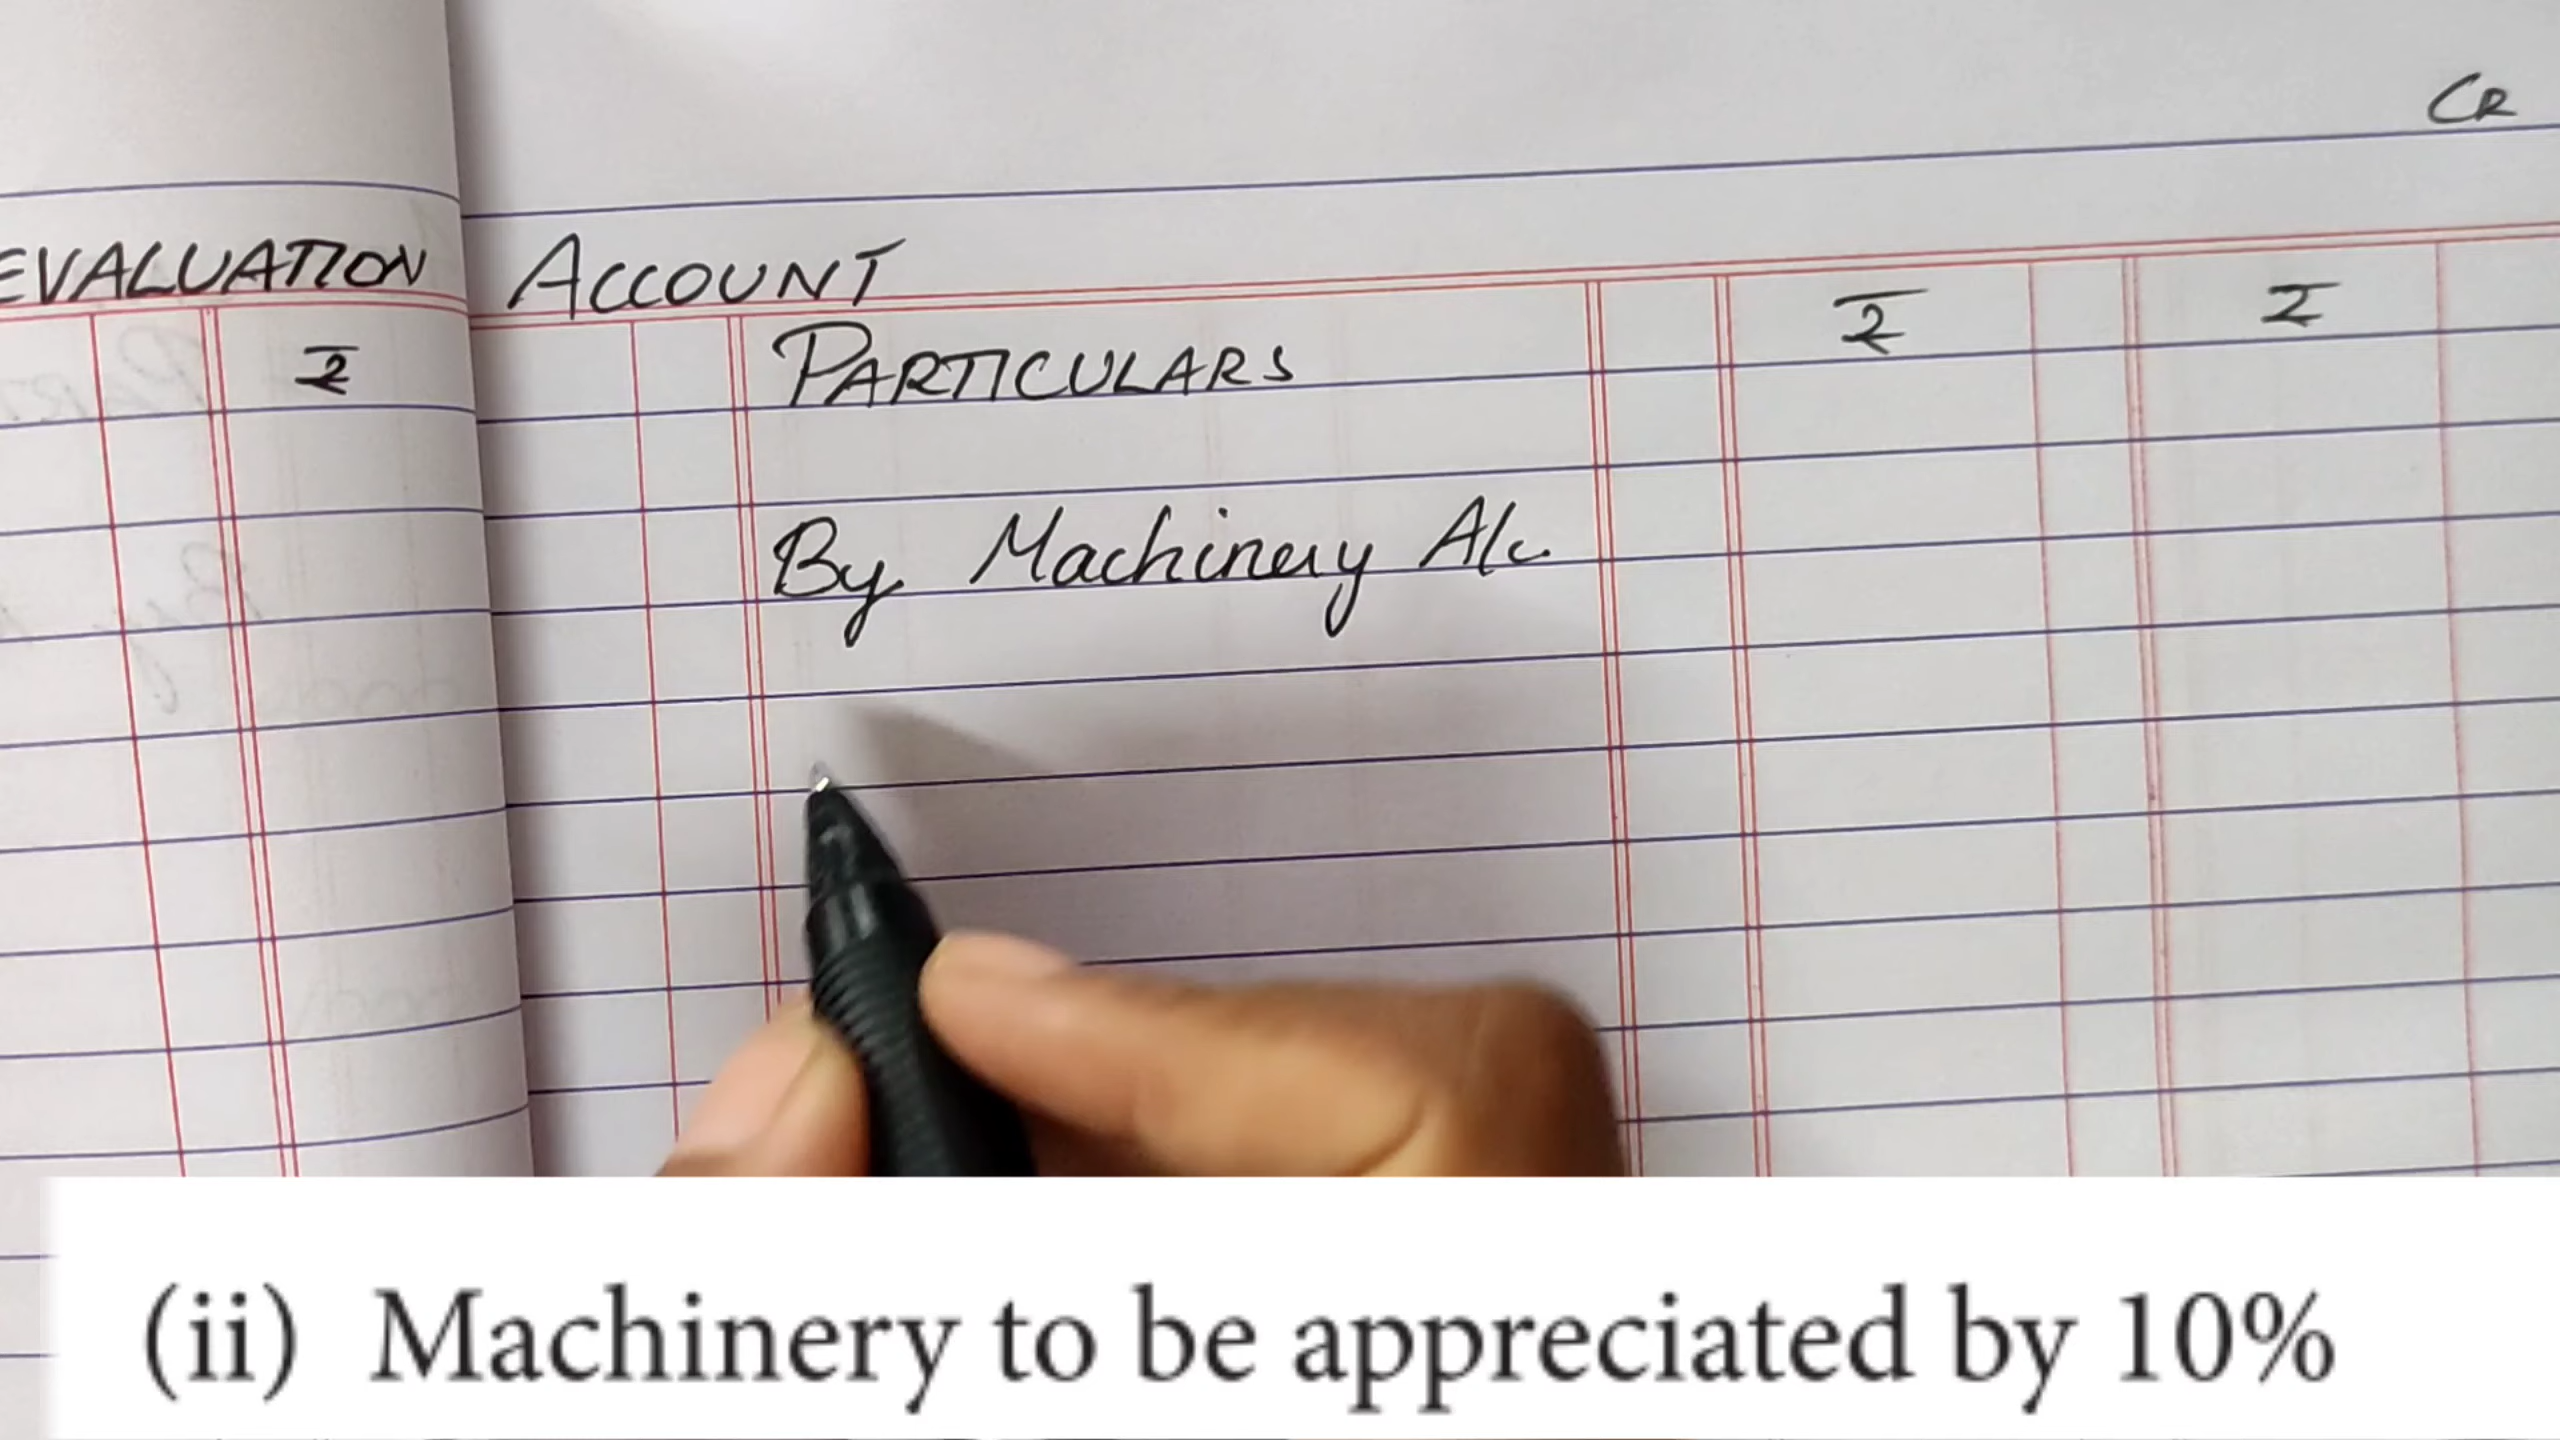 CR
EVALUATION ACCOUNT
₹ PARTICULARS ₹ ₹
By Machinery A/c.
(ii) Machinery to be appreciated by 10%